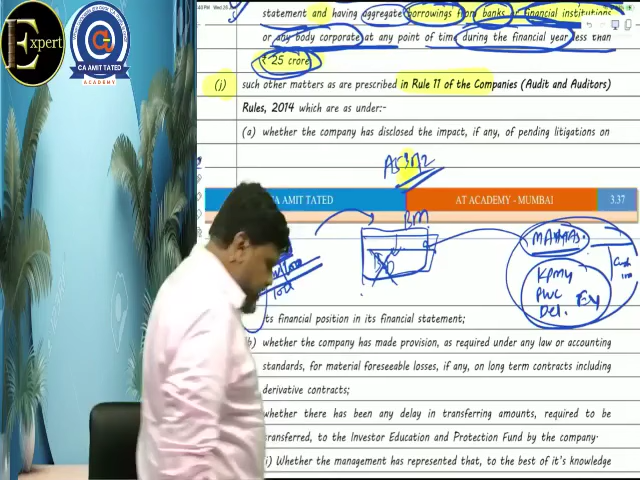 Expert
CA AMIT TATED
ACADEMY
statement and having aggregate borrowings from banks or financial institutions
or any body corporate at any point of time during the financial year less than
₹ 25 crore
(j) such other matters as are prescribed in Rule 11 of the Companies (Audit and Auditors)
Rules, 2014 which are as under:-
(a) whether the company has disclosed the impact, if any, of pending litigations on
CA AMIT TATED AT ACADEMY - MUMBAI 3.37
BM
KPMG
PWC
Del. EY
its financial position in its financial statement;
(b) whether the company has made provision, as required under any law or accounting
standards, for material foreseeable losses, if any, on long term contracts including
derivative contracts;
whether there has been any delay in transferring amounts, required to be
transferred, to the Investor Education and Protection Fund by the company.
(i) Whether the management has represented that, to the best of it's knowledge